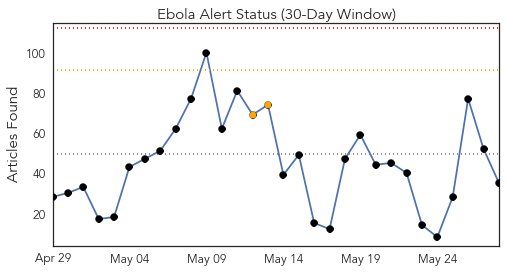 Ebola Alert Status (30-Day Window)
Articles Found
100
80
60
40
20
Apr 29 May 04 May 09 May 14 May 19 May 24